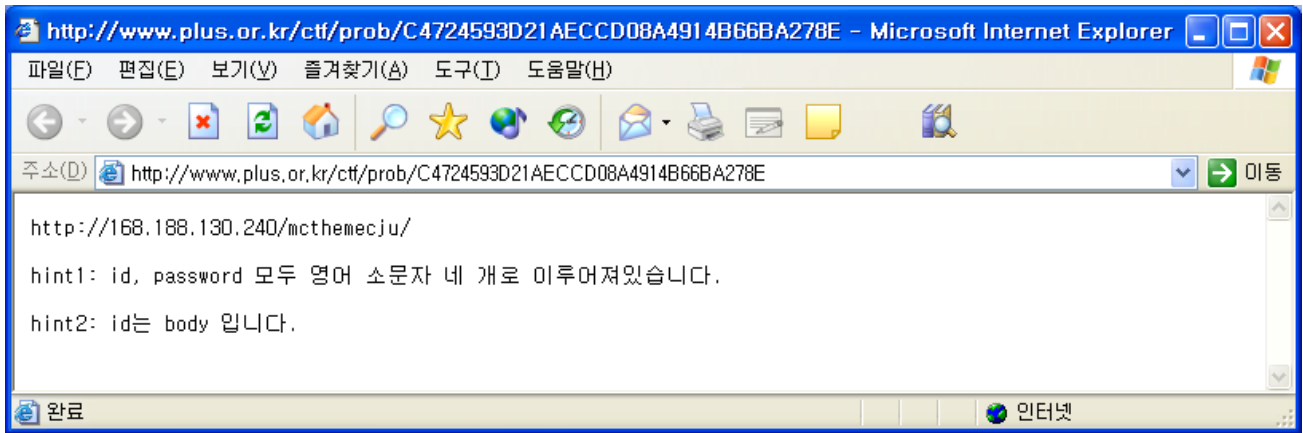 http://www.plus.or.kr/ctf/prob/C4724593D21AECCD08A4914B66BA278E - Microsoft Internet Explorer
파일(F) 편집(E) 보기(V) 즐겨찾기(A) 도구(T) 도움말(H)
주소(D) http://www.plus.or.kr/ctf/prob/C4724593D21AECCD08A4914B66BA278E 이동
http://168.188.130.240/mcthemecju/
hint1: id, password 모두 영어 소문자 네 개로 이루어져있습니다.
hint2: id는 body 입니다.
완료 인터넷